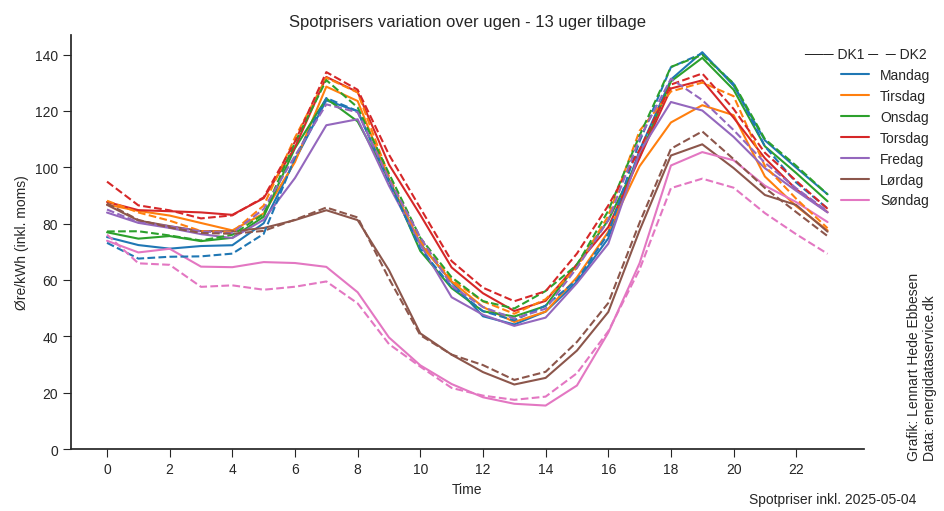 Spotprisers variation over ugen - 13 uger tilbage
DK1 DK2
Mandag
Tirsdag
Onsdag
Torsdag
Fredag
Lørdag
Søndag
Øre/kWh (inkl. moms)
140
120
100
80
60
40
20
0
0 2 4 6 8 10 12 14 16 18 20 22
Time
Grafik: Lennart Hede Ebbesen
Data: energidataservice.dk
Spotpriser inkl. 2025-05-04